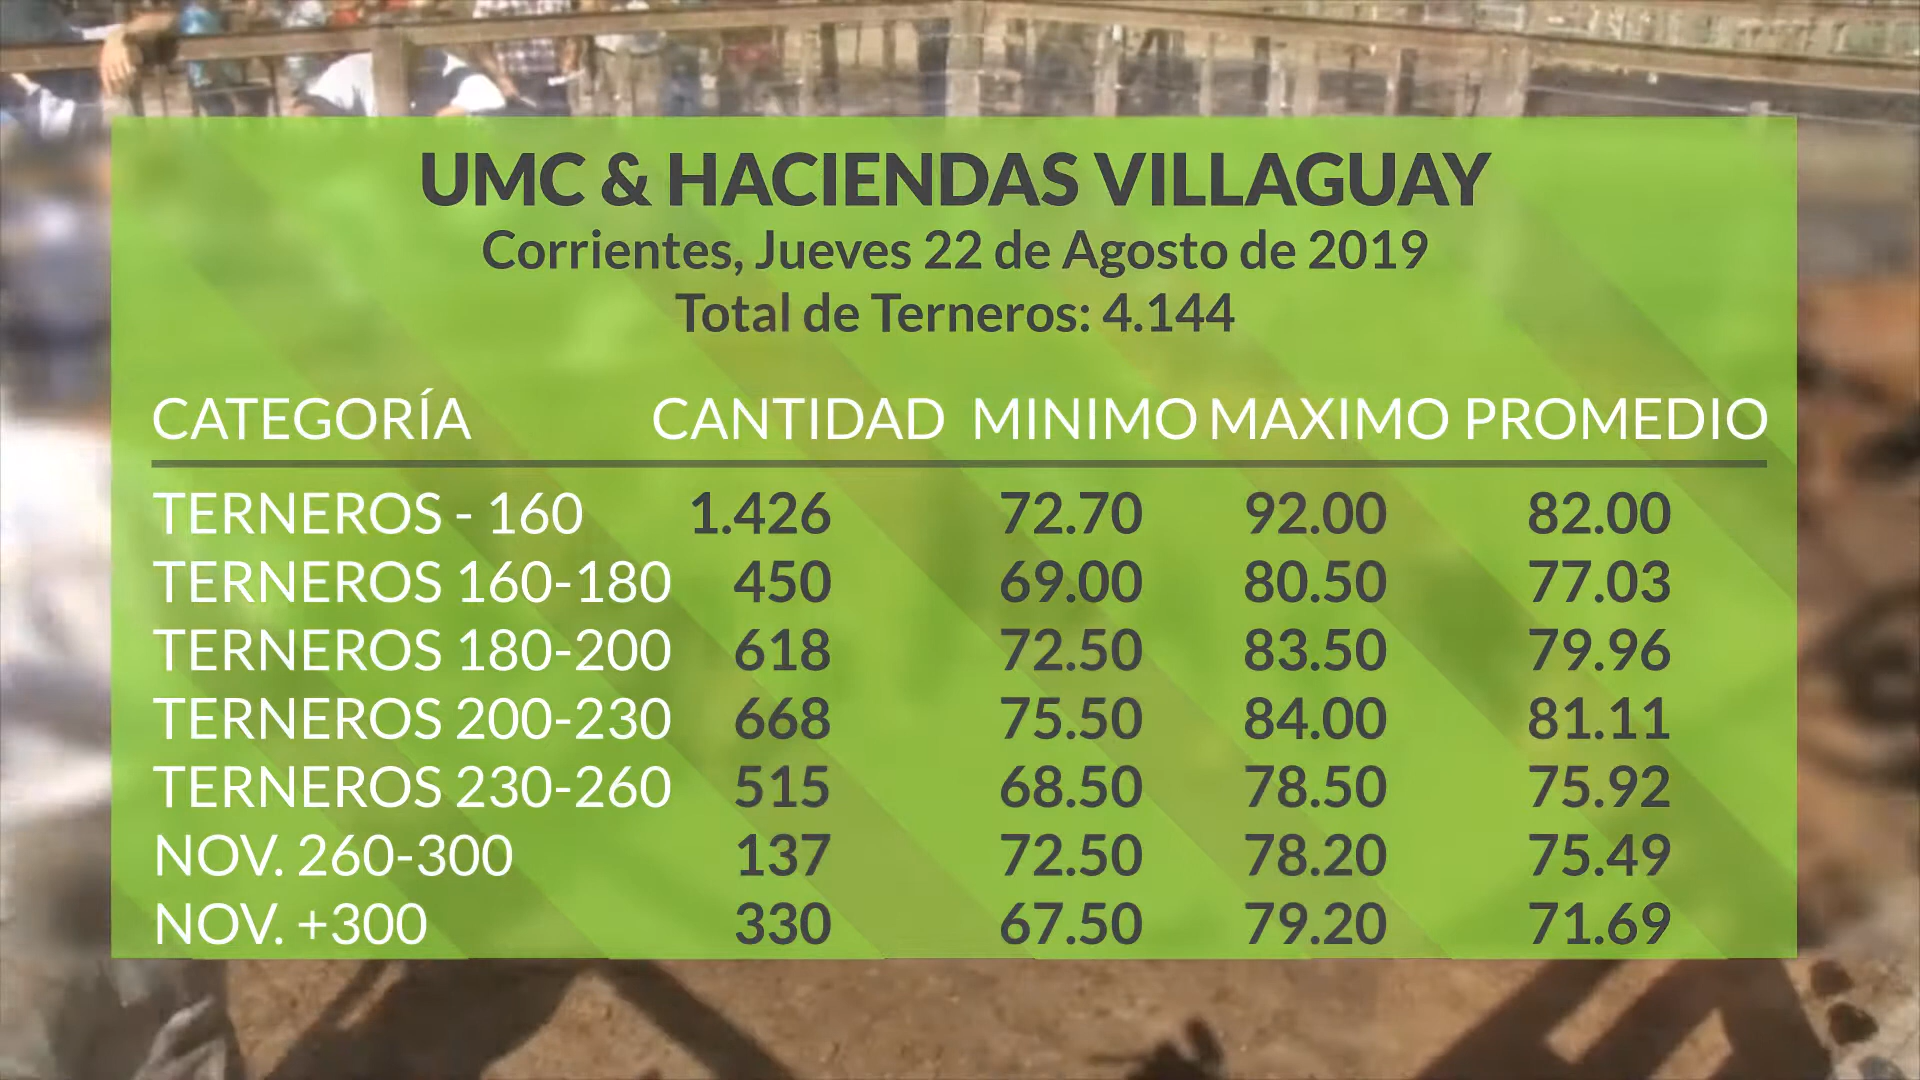 UMC & HACIENDAS VILLAGUAY
Corrientes, Jueves 22 de Agosto de 2019
Total de Terneros: 4.144
CATEGORÍA CANTIDAD MINIMO MAXIMO PROMEDIO
TERNEROS - 160 1.426 72.70 92.00 82.00
TERNEROS 160-180 450 69.00 80.50 77.03
TERNEROS 180-200 618 72.50 83.50 79.96
TERNEROS 200-230 668 75.50 84.00 81.11
TERNEROS 230-260 515 68.50 78.50 75.92
NOV. 260-300 137 72.50 78.20 75.49
NOV. +300 330 67.50 79.20 71.69